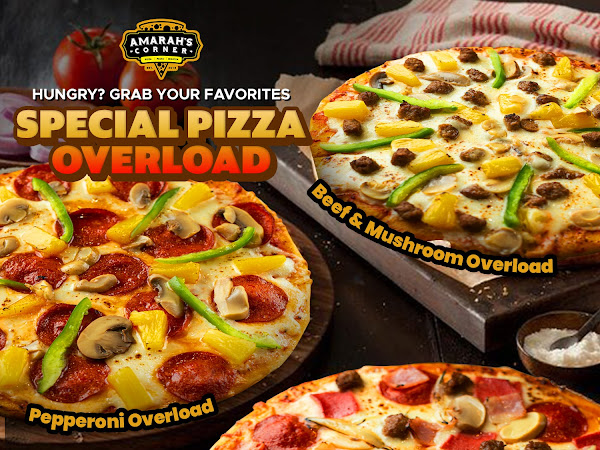 AMARAH'S
CORNER
HUNGRY? GRAB YOUR FAVORITES
SPECIAL PIZZA
OVERLOAD
Beef & Mushroom Overload
Pepperoni Overload